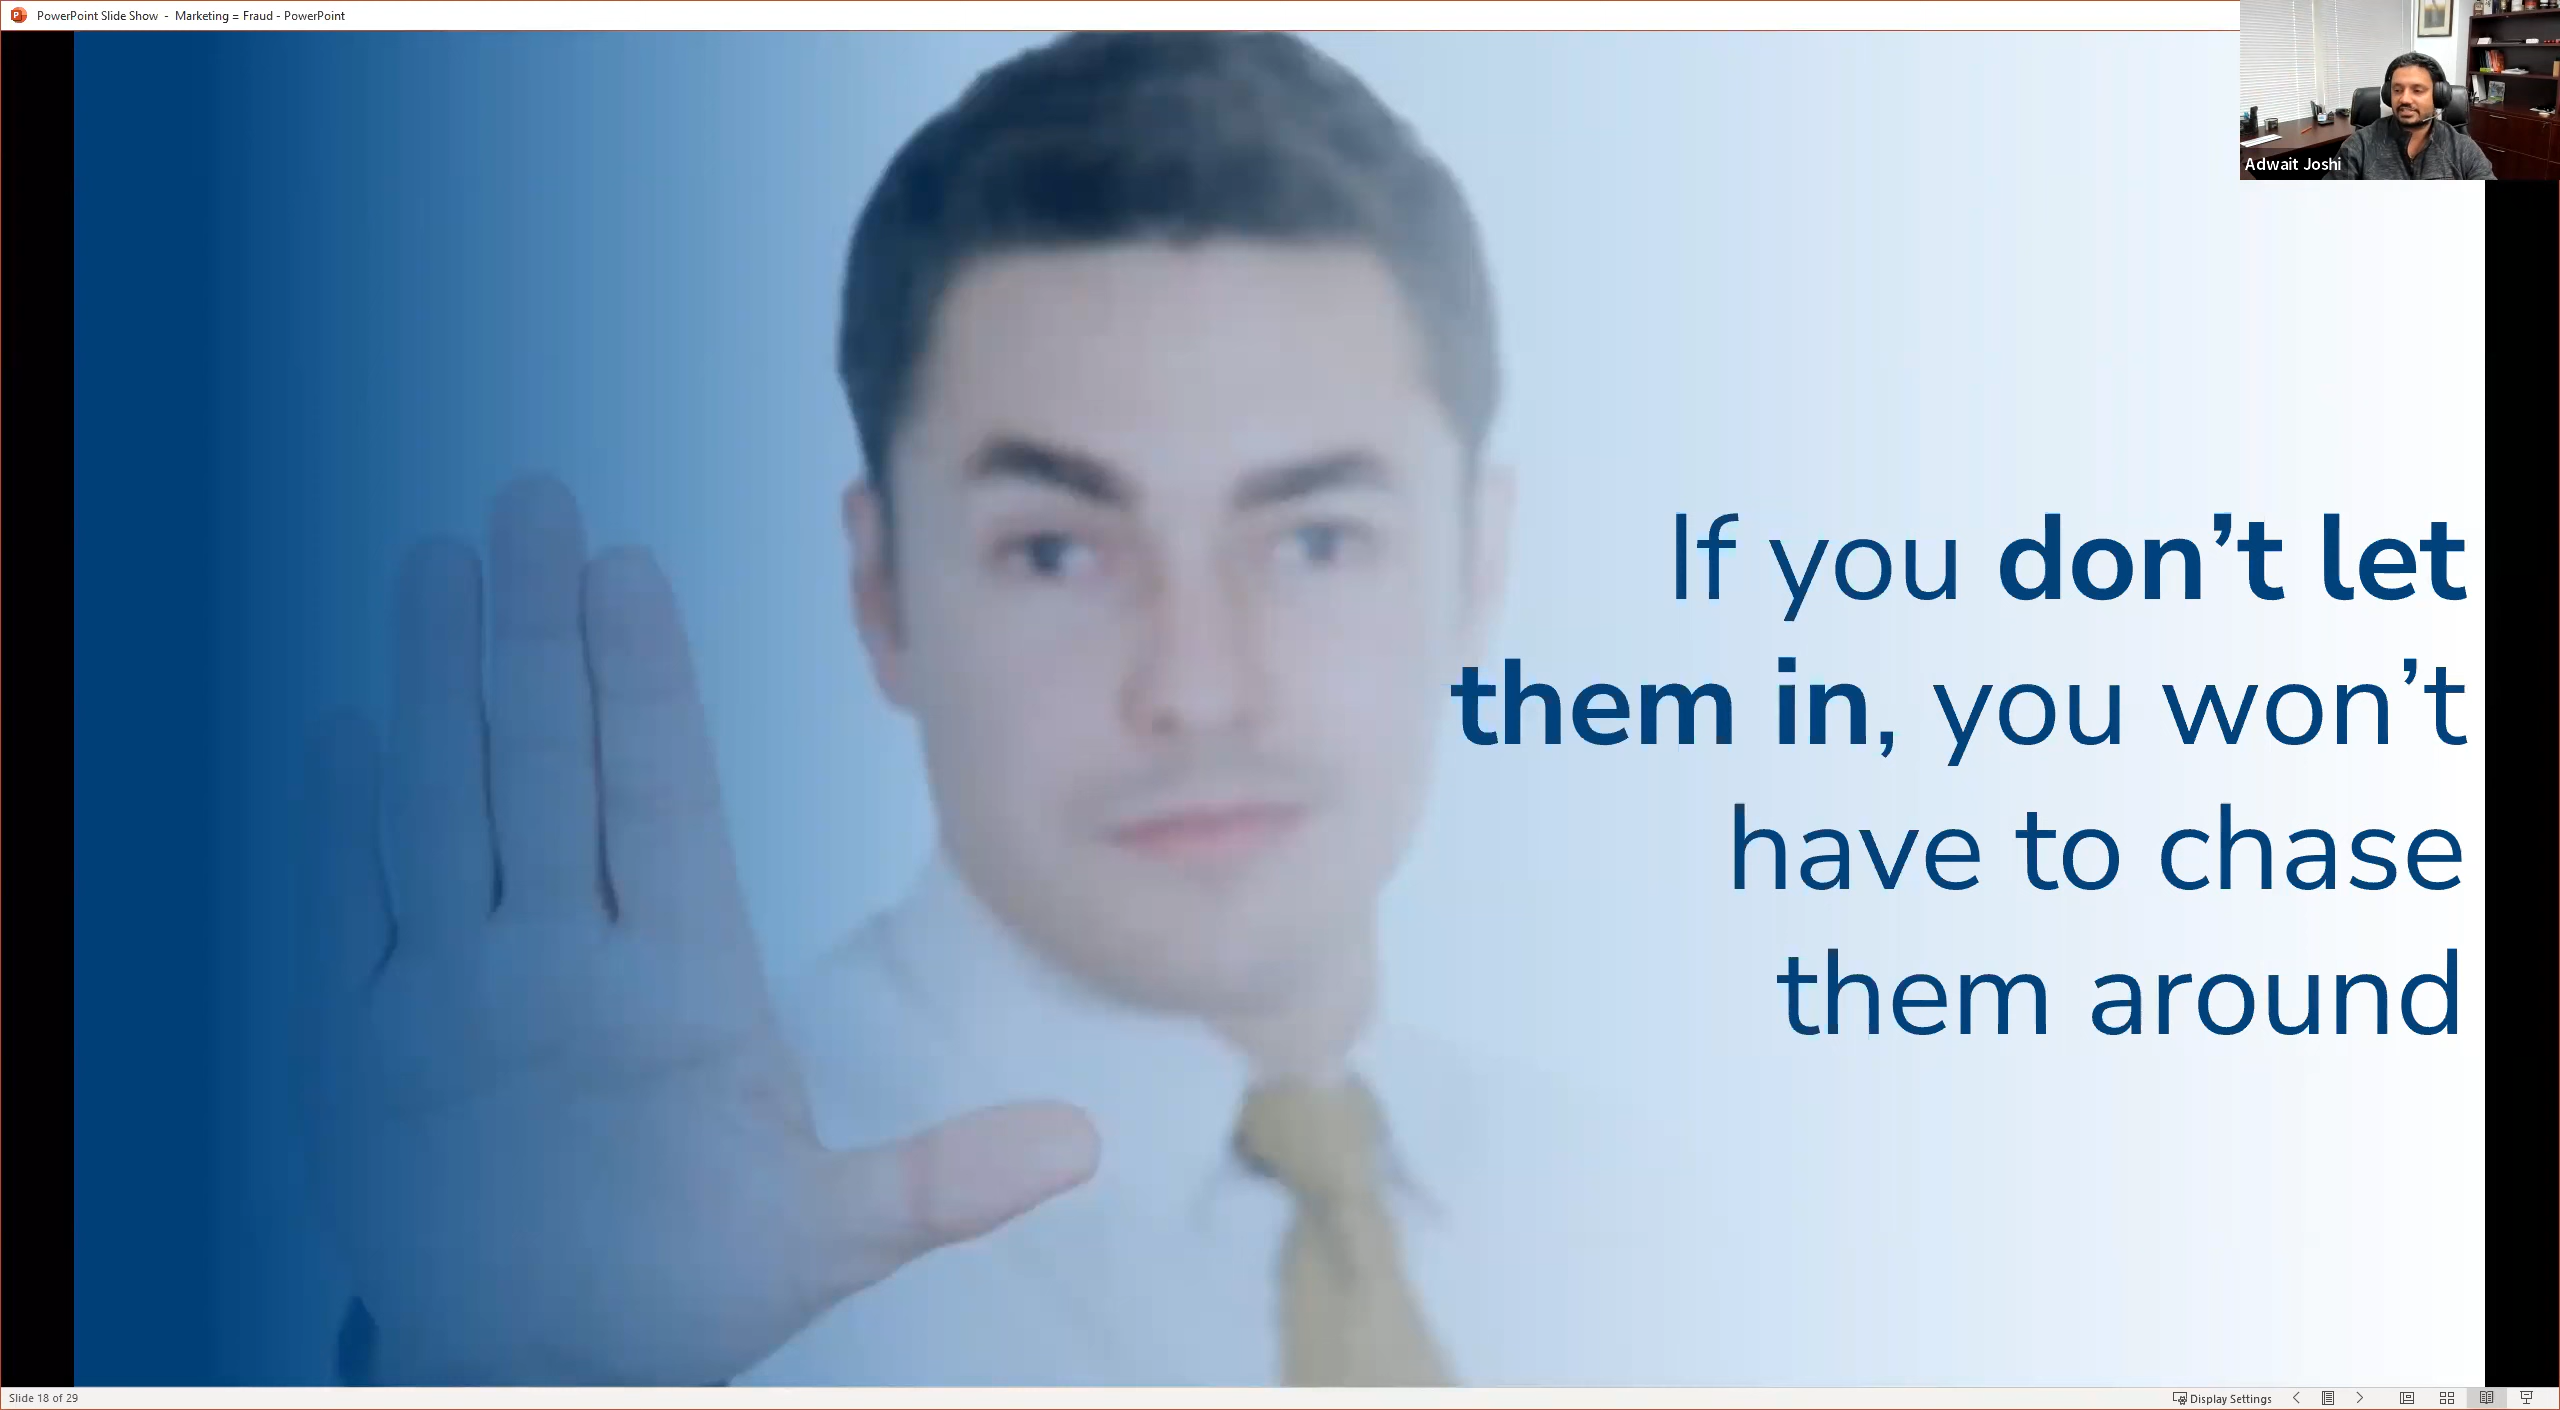 PowerPoint Slide Show - Marketing = Fraud - PowerPoint
Adwait Joshi
If you don’t let
them in, you won’t
have to chase
them around
Slide 18 of 29
Display Settings